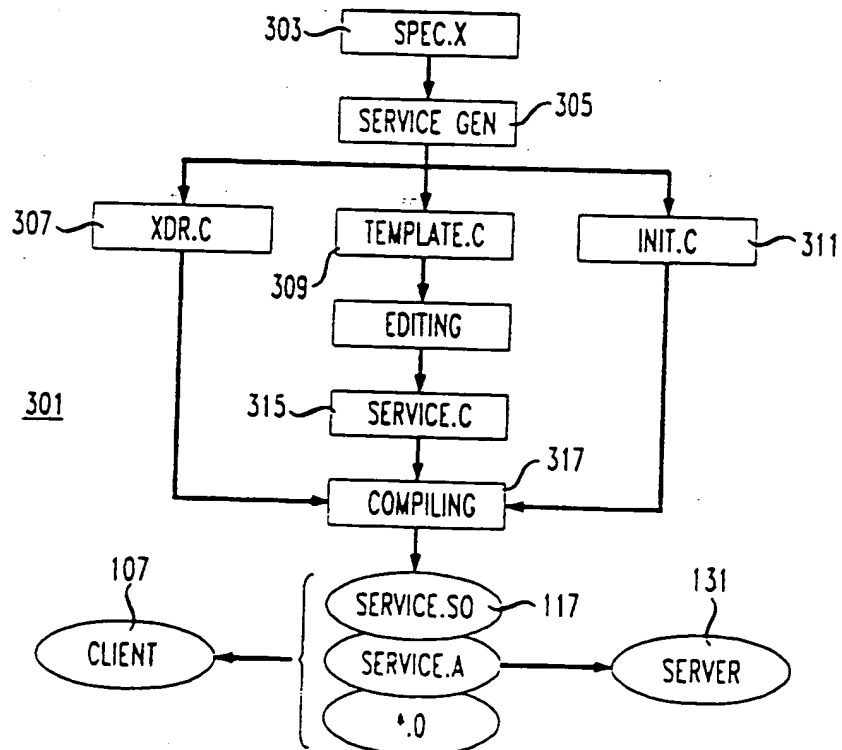 303
SPEC.X
SERVICE GEN
305
307
XDR.C
TEMPLATE.C
309
INIT.C
311
EDITING
301
315
SERVICE.C
317
COMPILING
107
CLIENT
SERVICE.SO
117
SERVICE.A
131
SERVER
*.O